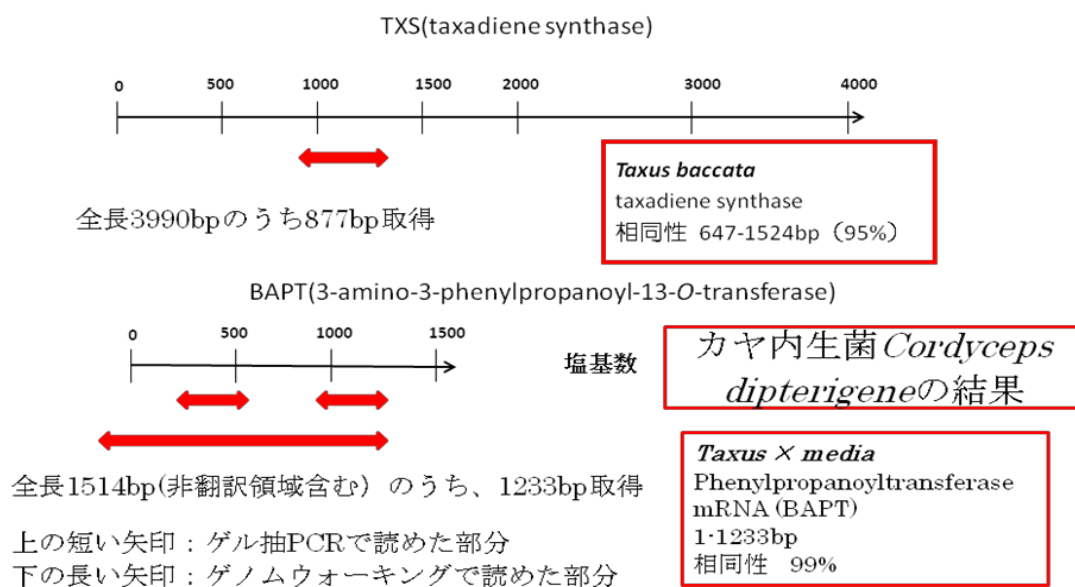 TXS(taxadiene synthase)
0 500 1000 1500 2000 3000 4000
全長3990bpのうち877bp取得
Taxus baccata
taxadiene synthase
相同性 647-1524bp（95%）
BAPT(3-amino-3-phenylpropanoyl-13-O-transferase)
0 500 1000 1500
塩基数
カヤ内生菌Cordyceps
dipterigeneの結果
全長1514bp(非翻訳領域含む）のうち、1233bp取得
上の短い矢印：ゲル抽PCRで読めた部分
下の長い矢印：ゲノムウォーキングで読めた部分
Taxus × media
Phenylpropanoyltransferase
mRNA (BAPT)
1-1233bp
相同性 99%